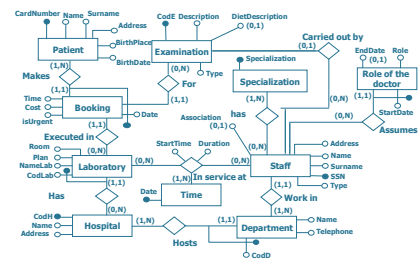 CardNumber Name Surname
Address
Patient
BirthPlace
BirthDate
CodE Description
DietDescription
(0,1)
Examination
Type
Carried out by
(0,1)
(0,N)
EndDate Role
(0,1)
Role of the
doctor
(1,1)
StartDate
Specialization
Specialization
Makes
(1,N)
(0,N)
For
(1,1)
(1,1)
Time
Cost
isUrgent
Booking
Date
(1,N)
has
(0,N)
(0,N)
Assumes
Association
(0,1)
(1,1)
Executed in
Room
Plan
NameLab
CodLab
(0,N)
Laboratory
StartTime
Duration
(0,N)
(0,N)
(0,N)
Staff
Address
Name
Surname
SSN
Type
(1,1)
In service at
(1,N)
Date
Time
(1,1)
Work in
Has
(0,N)
(1,N)
CodH
Name
Address
Hospital
(1,N)
Hosts
(1,1)
Department
Name
Telephone
CodD